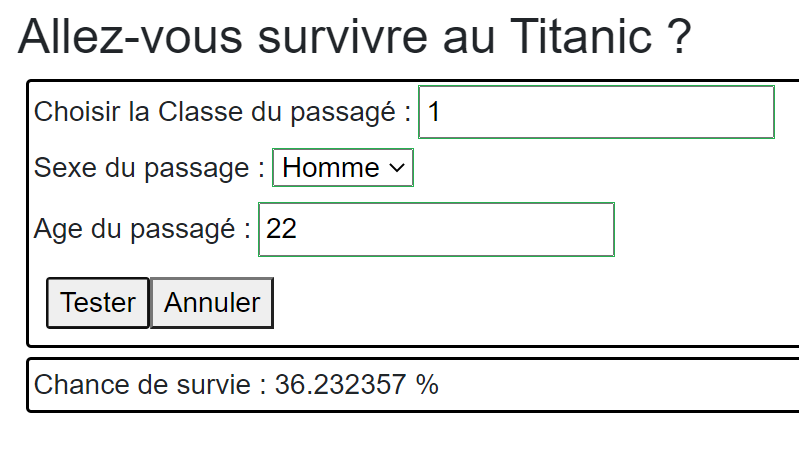 Allez-vous survivre au Titanic ?
Choisir la Classe du passagé : 1
Sexe du passage : Homme
Age du passagé : 22
Tester Annuler
Chance de survie : 36.232357 %